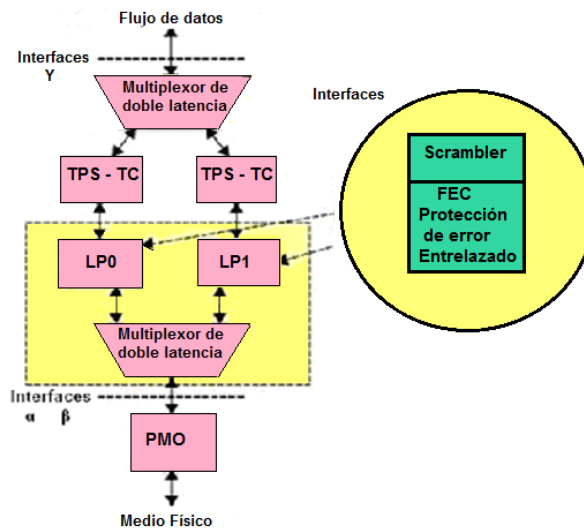 Flujo de datos
Interfaces
Y
Multiplexor de
doble latencia
TPS - TC
TPS - TC
LP0
LP1
Multiplexor de
doble latencia
Interfaces
α β
PMO
Medio Físico
Interfaces
Scrambler
FEC
Protección
de error
Entrelazado